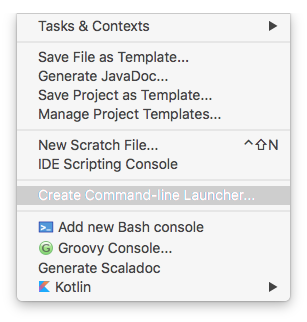 Tasks & Contexts
Save File as Template...
Generate JavaDoc...
Save Project as Template...
Manage Project Templates...
New Scratch File... ^⇧N
IDE Scripting Console
Create Command-line Launcher...
Add new Bash console
Groovy Console...
Generate Scaladoc
Kotlin